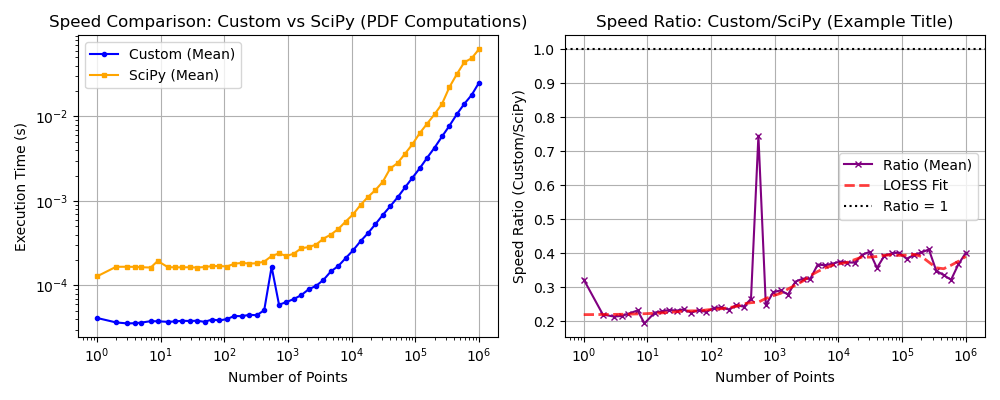 Speed Comparison: Custom vs SciPy (PDF Computations)
Custom (Mean)
SciPy (Mean)
Execution Time (s)
10⁻²
10⁻³
10⁻⁴
10⁰ 10¹ 10² 10³ 10⁴ 10⁵ 10⁶
Number of Points
Speed Ratio: Custom/SciPy (Example Title)
Speed Ratio (Custom/SciPy)
1.0
0.9
0.8
0.7
0.6
0.5
0.4
0.3
0.2
Ratio (Mean)
LOESS Fit
Ratio = 1
10⁰ 10¹ 10² 10³ 10⁴ 10⁵ 10⁶
Number of Points